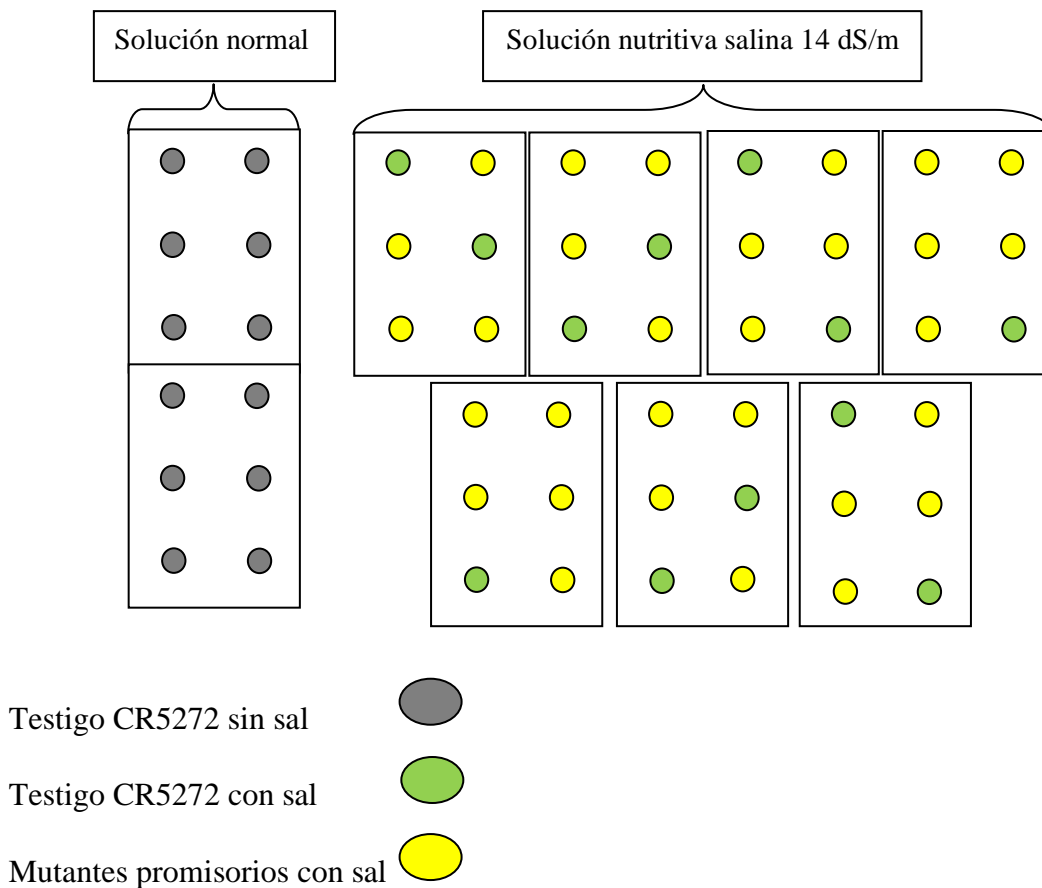 Solución normal
Solución nutritiva salina 14 dS/m
Testigo CR5272 sin sal
Testigo CR5272 con sal
Mutantes promisorios con sal